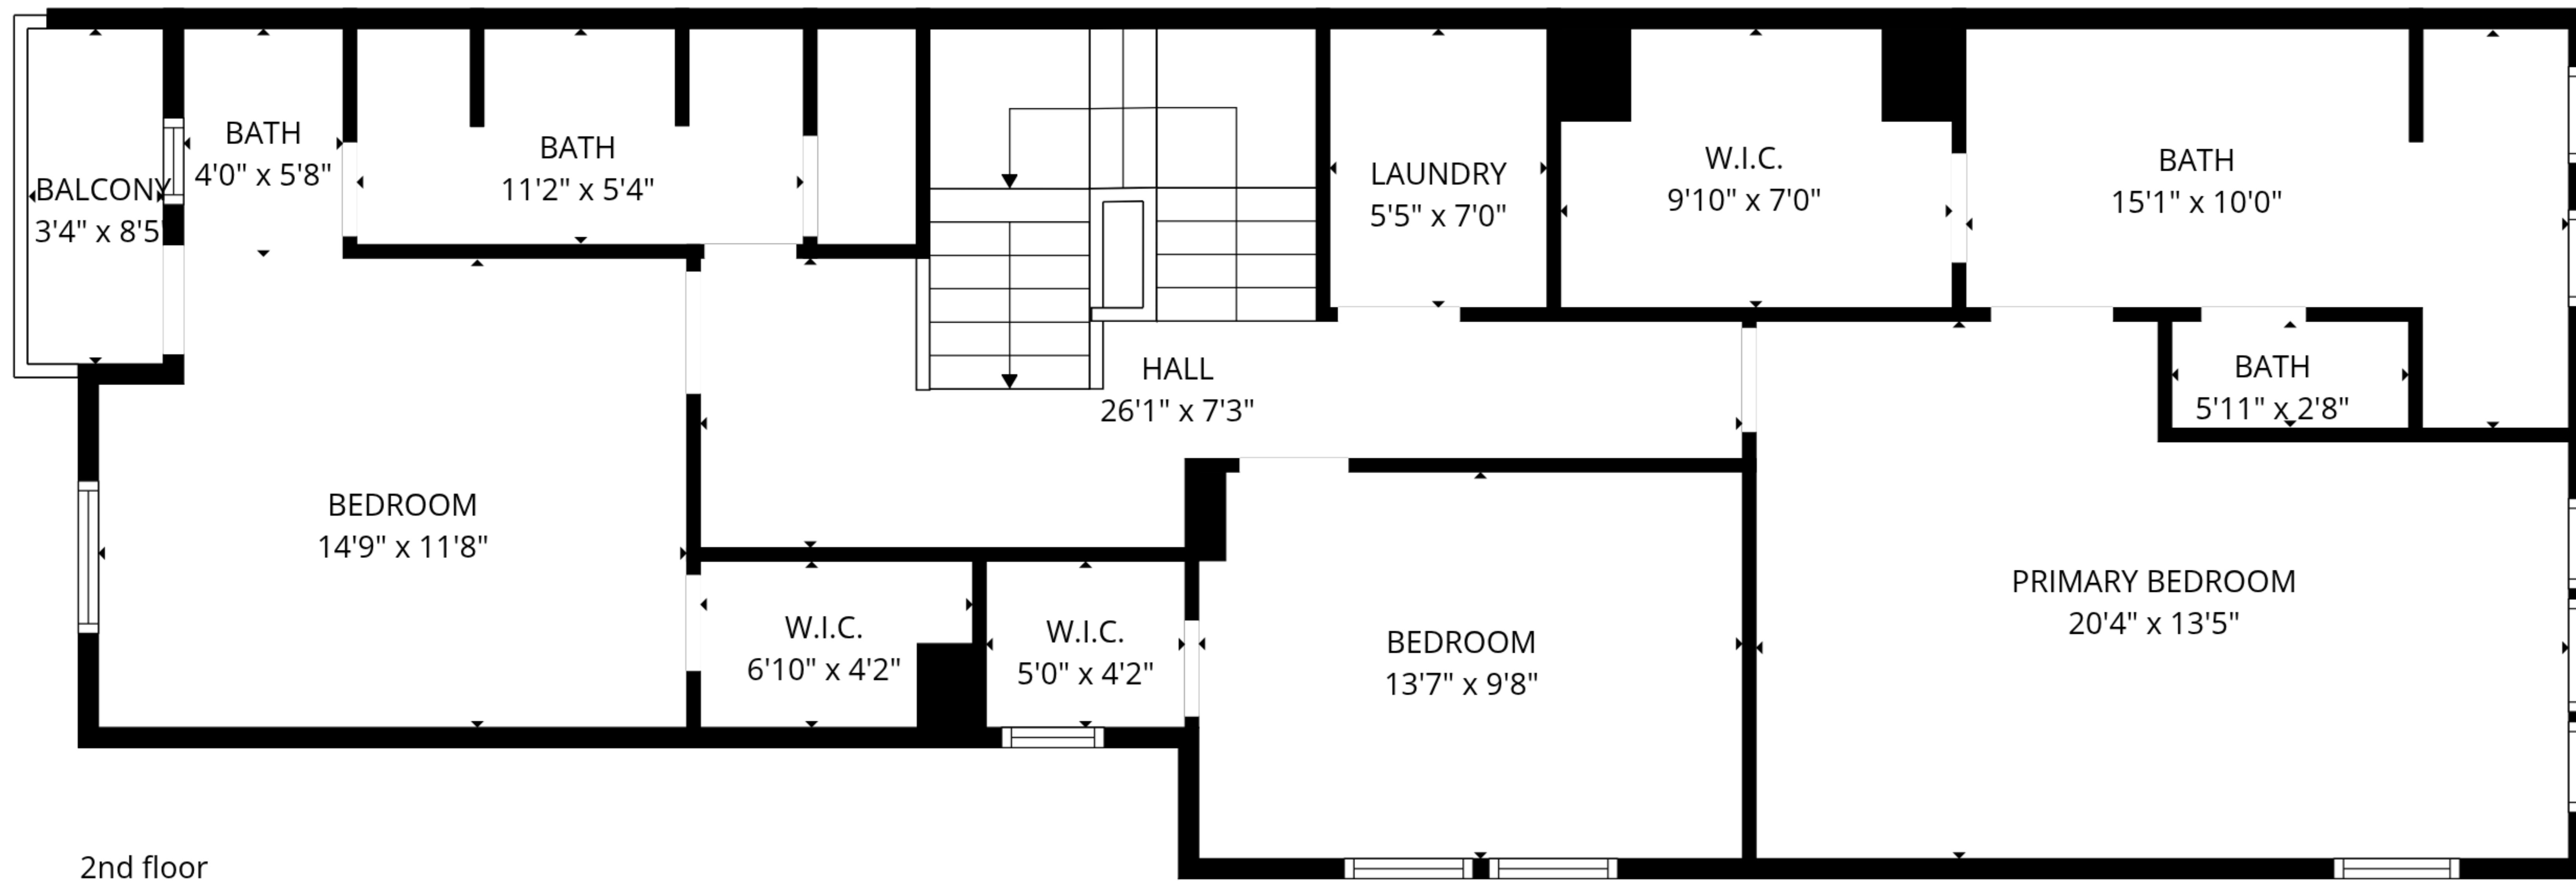 BALCONY
3'4" x 8'5
BATH
4'0" x 5'8"
BATH
11'2" x 5'4"
LAUNDRY
5'5" x 7'0"
W.I.C.
9'10" x 7'0"
BATH
15'1" x 10'0"
HALL
26'1" x 7'3"
BATH
5'11" x 2'8"
BEDROOM
14'9" x 11'8"
W.I.C.
6'10" x 4'2"
W.I.C.
5'0" x 4'2"
BEDROOM
13'7" x 9'8"
PRIMARY BEDROOM
20'4" x 13'5"
2nd floor